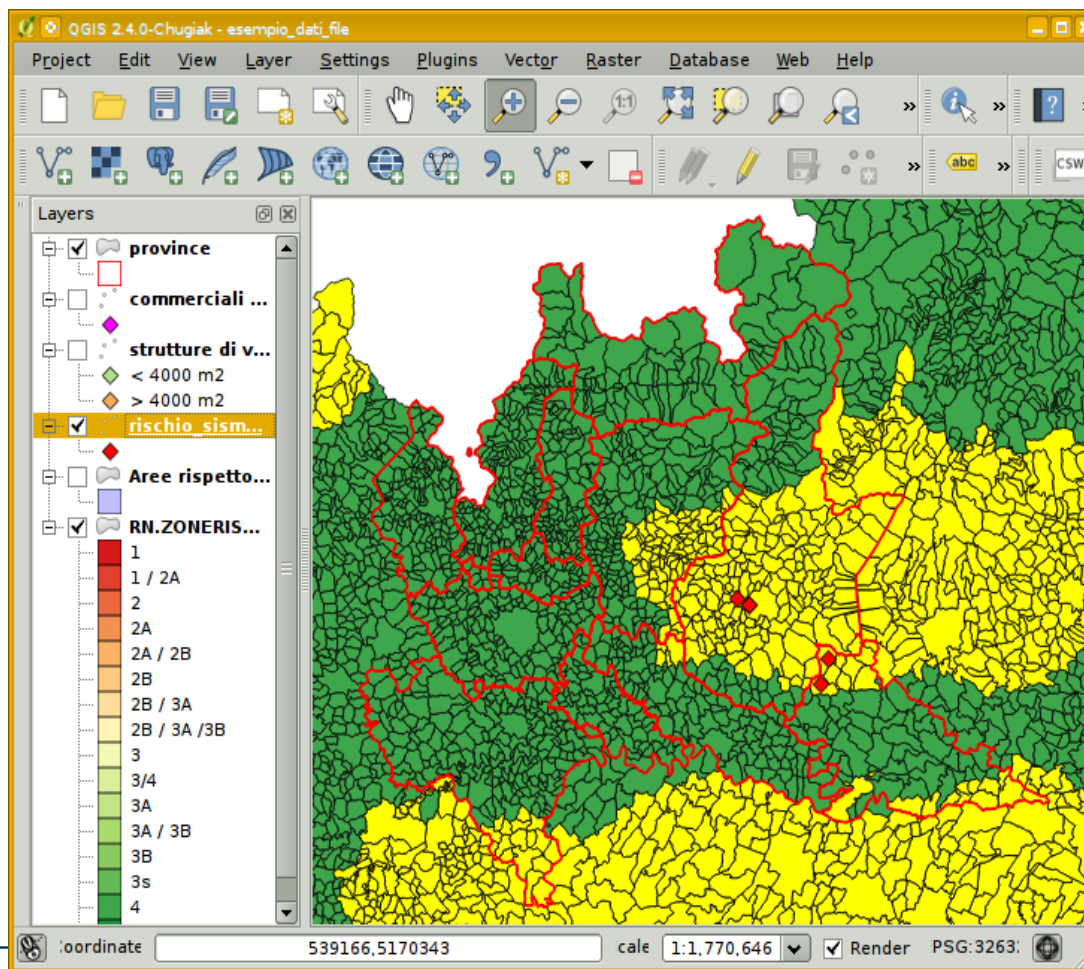 QGIS 2.4.0-Chugiak - esempio_dati_file
Project Edit View Layer Settings Plugins Vector Raster Database Web Help
1:1
»
»
?
»
abc
»
CSW
Layers
province
commerciali ...
strutture di v...
< 4000 m2
> 4000 m2
rischio_sism...
Aree rispetto...
RN.ZONERIS...
1
1 / 2A
2
2A
2A / 2B
2B
2B / 3A
2B / 3A /3B
3
3/4
3A
3A / 3B
3B
3s
4
:oordinate 539166,5170343 cale 1:1,770,646 Render PSG:3263: